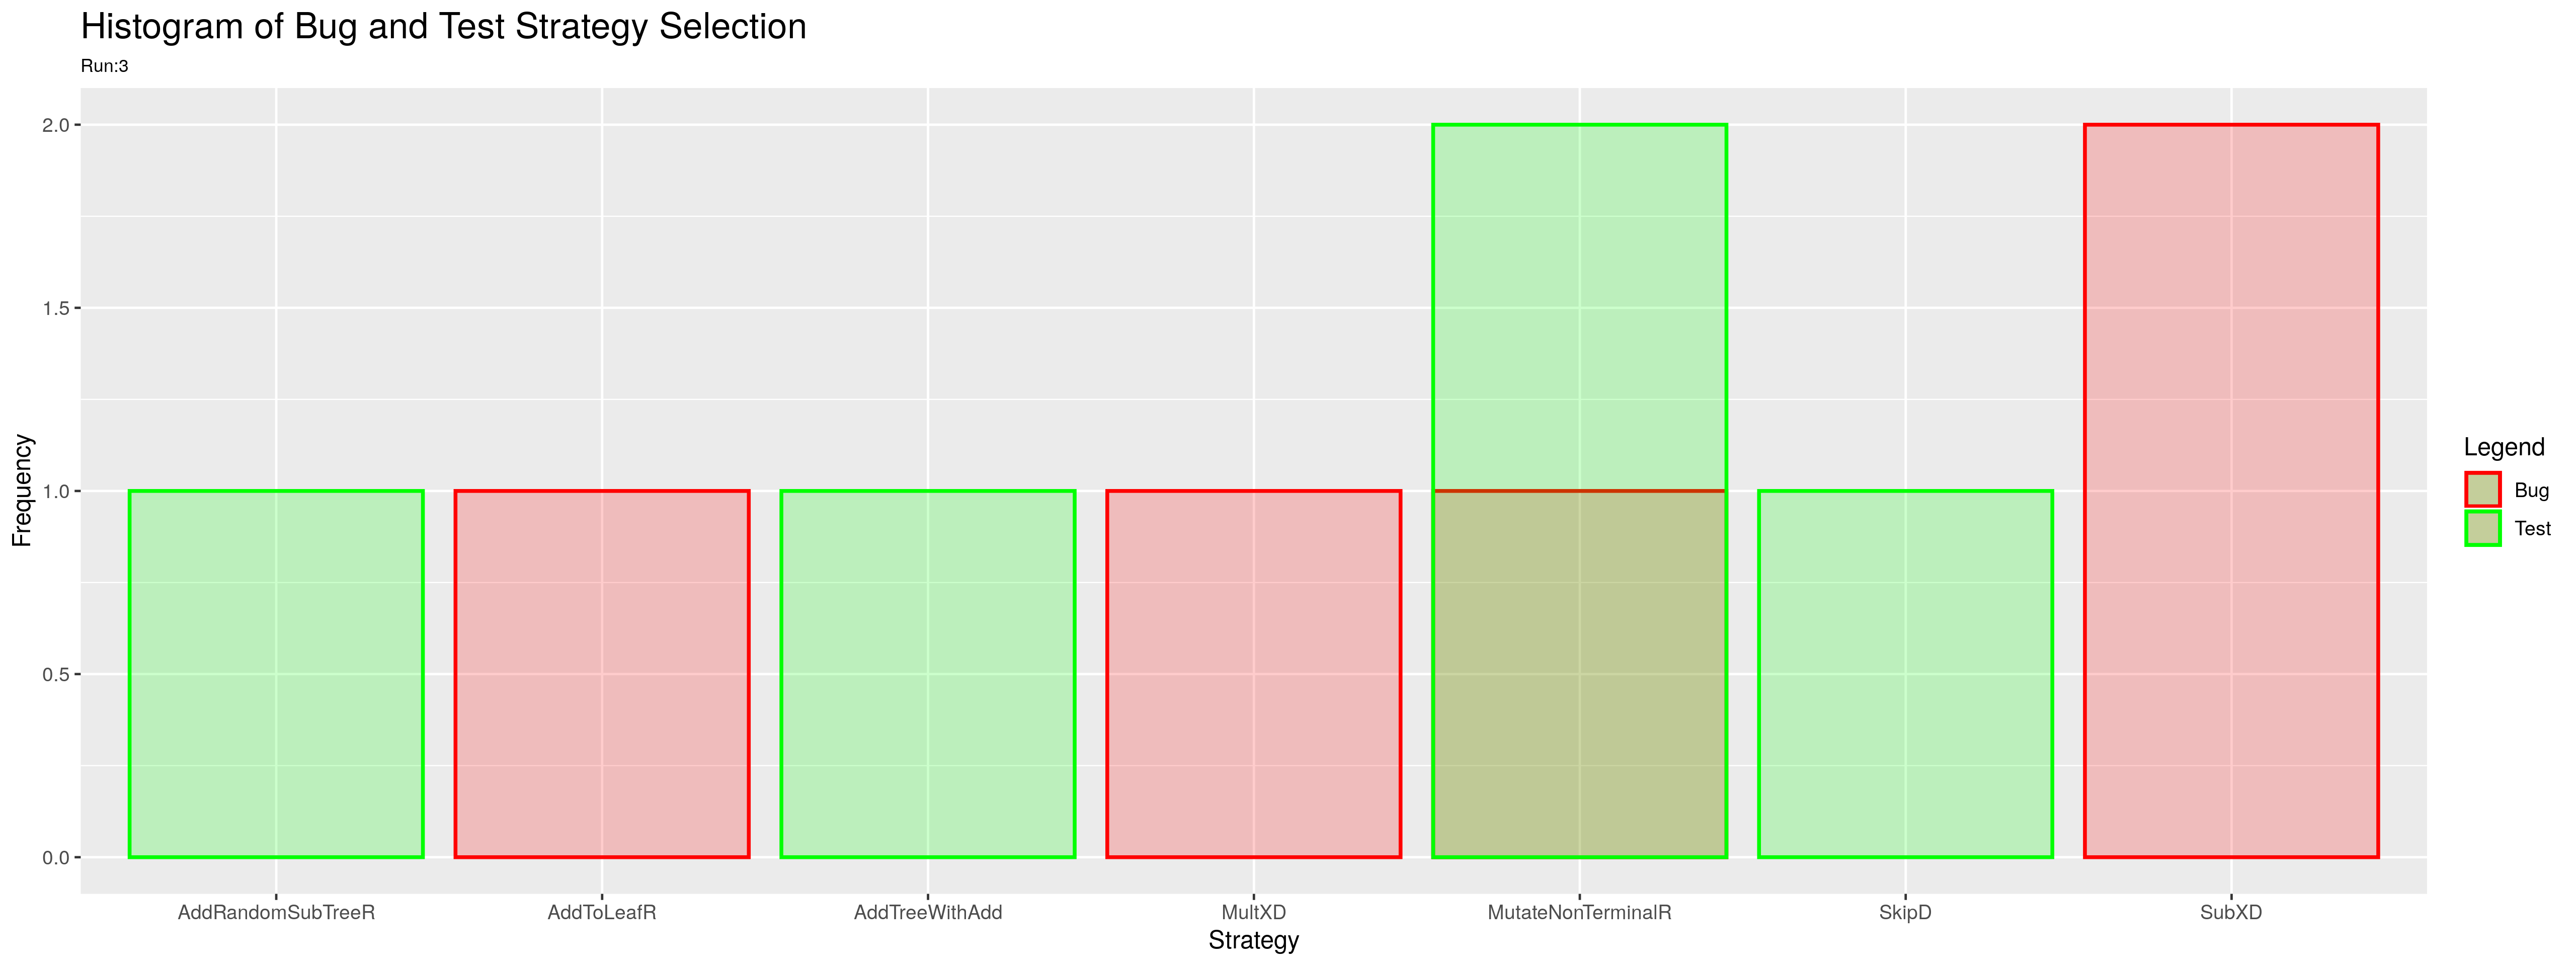 Histogram of Bug and Test Strategy Selection
Run:3
2.0
1.5
1.0
0.5
0.0
Frequency
AddRandomSubTreeR AddToLeafR AddTreeWithAdd MultXD MutateNonTerminalR SkipD SubXD
Strategy
Legend
Bug
Test